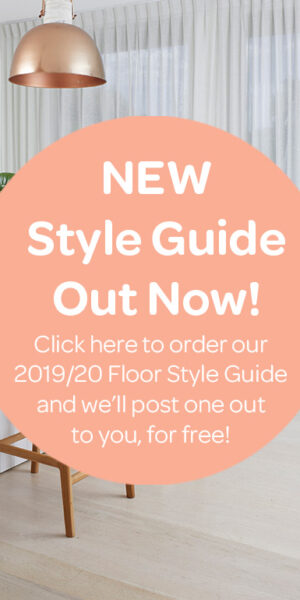 NEW
Style Guide
Out Now!
Click here to order our
2019/20 Floor Style Guide
and we'll post one out
to you, for free!